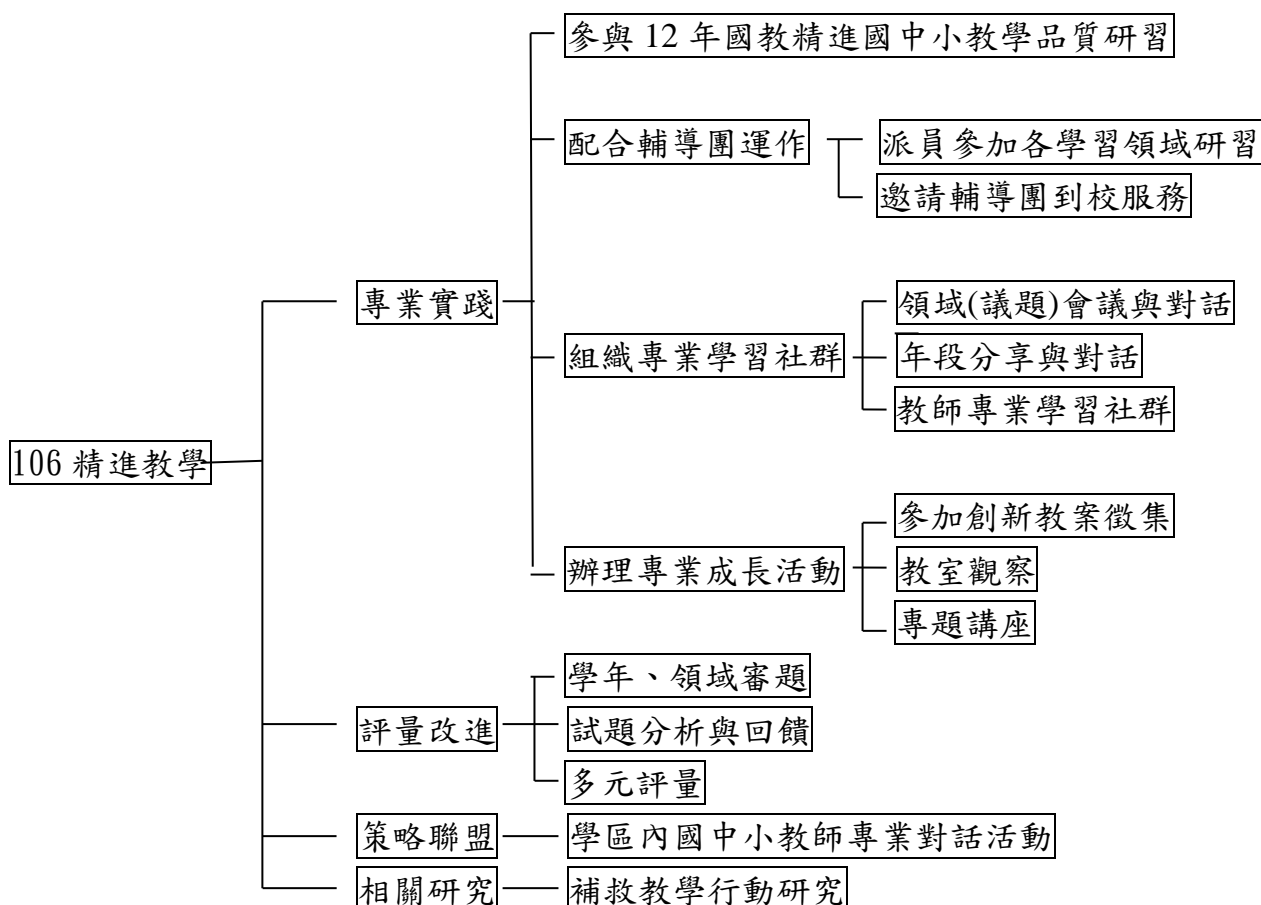 參與 12 年國教精進國中小教學品質研習
配合輔導團運作
派員參加各學習領域研習
邀請輔導團到校服務
專業實踐
領域(議題)會議與對話
組織專業學習社群
年段分享與對話
教師專業學習社群
106 精進教學
參加創新教案徵集
辦理專業成長活動
教室觀察
專題講座
學年、領域審題
評量改進
試題分析與回饋
多元評量
策略聯盟
學區內國中小教師專業對話活動
相關研究
補救教學行動研究